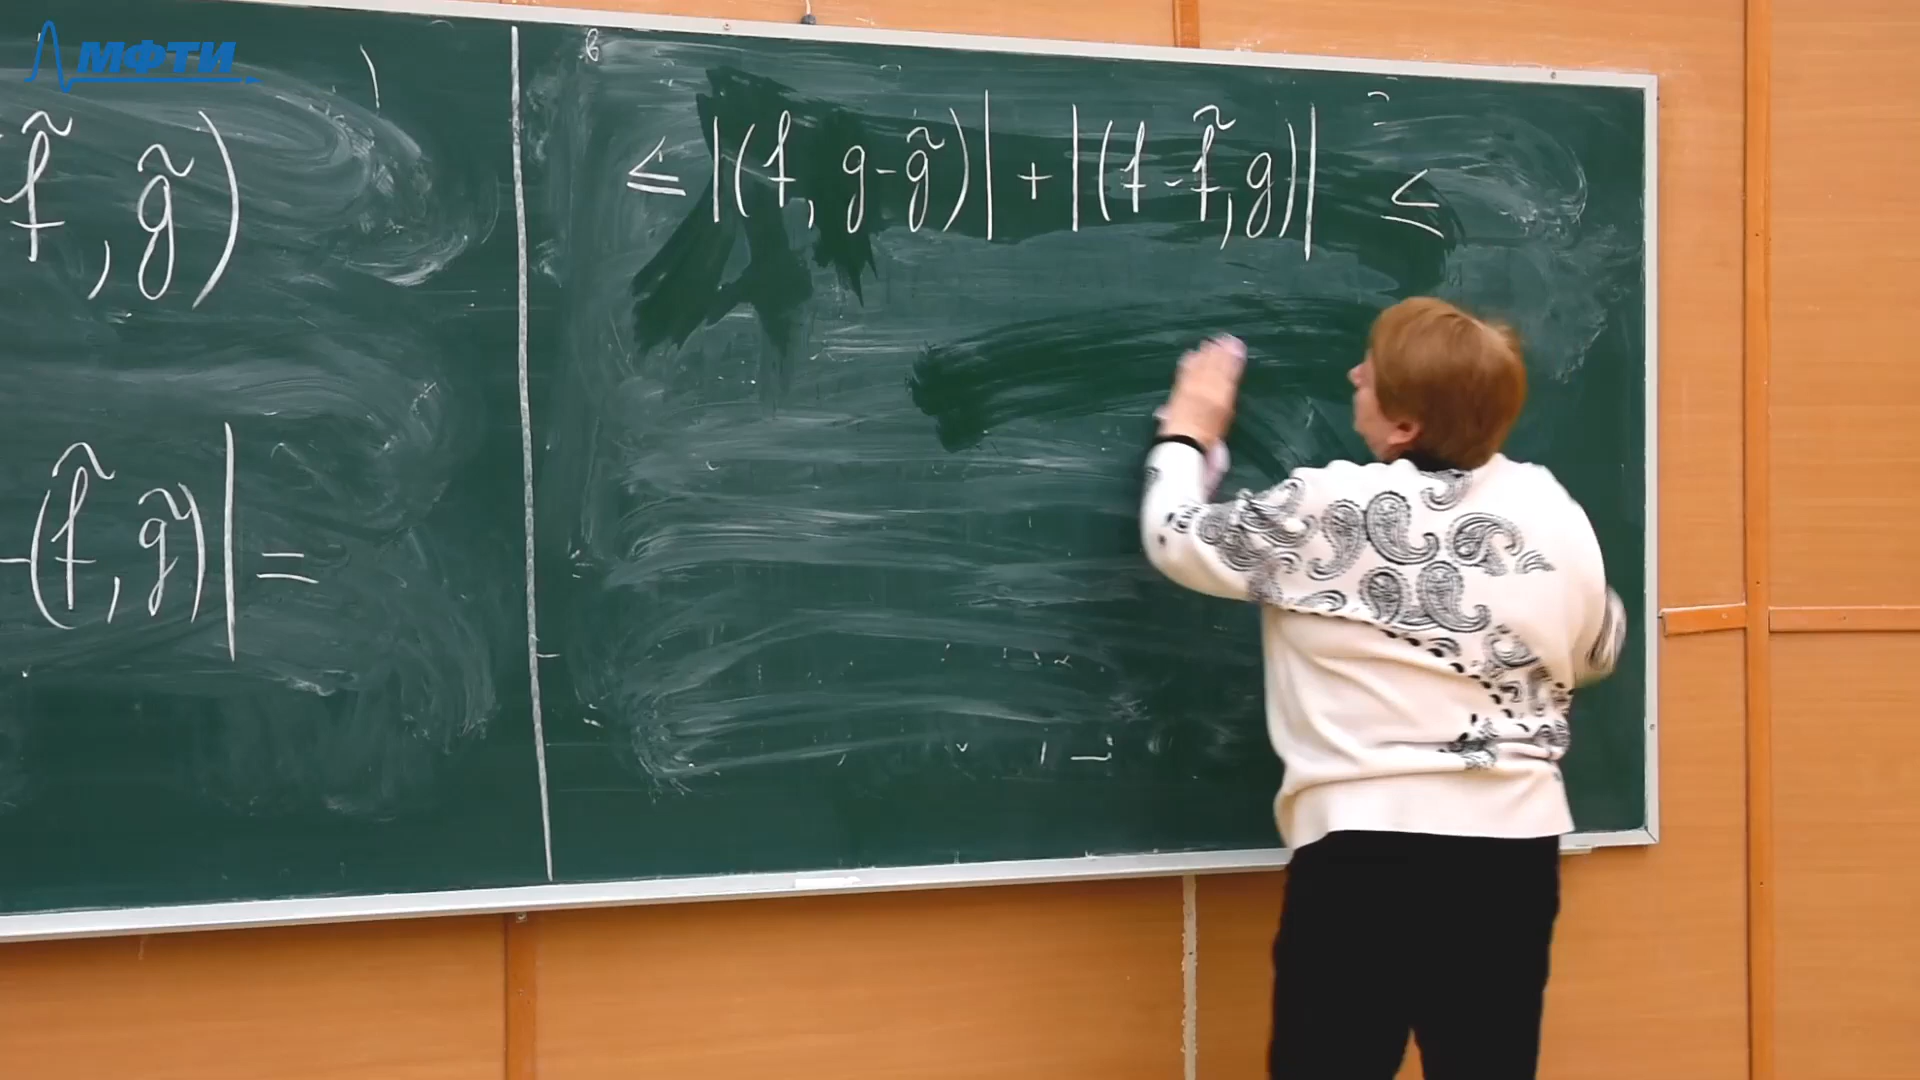 МФТИ
f̃, g̃)
≤ |(f, g-g̃)| + |(f-f̃, g)| ≤
-(f̃, g̃)| =